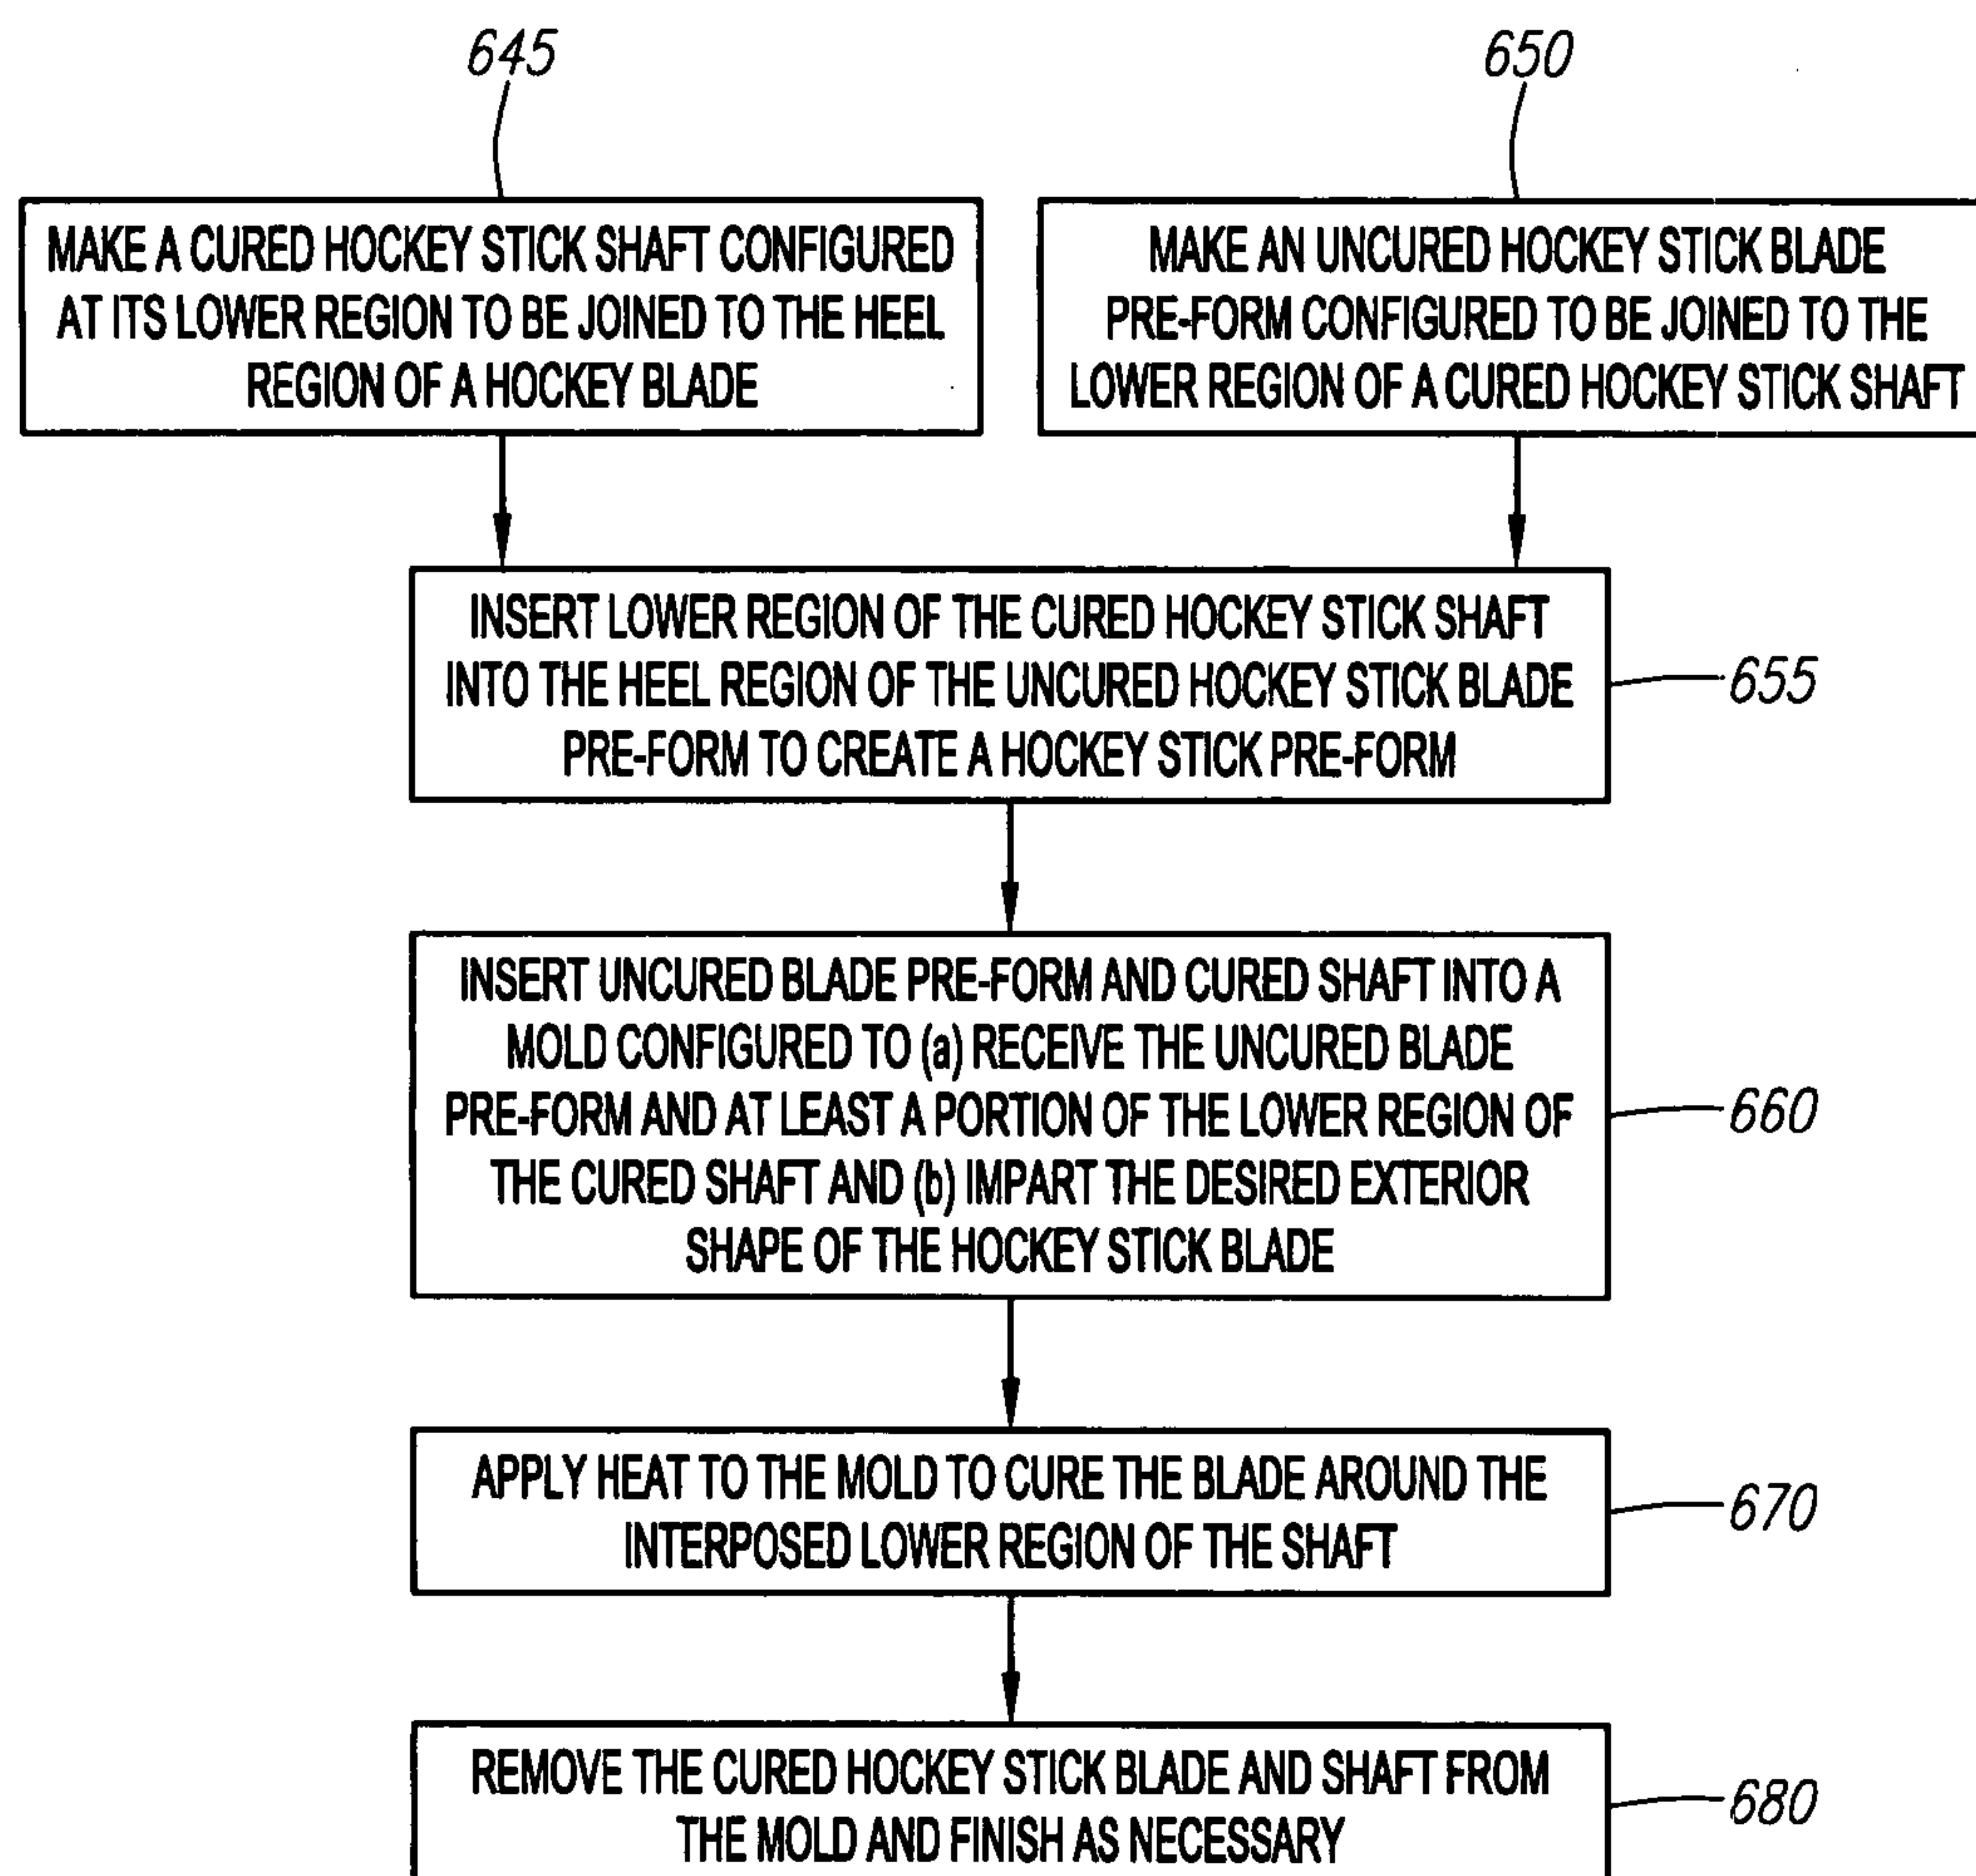 645
650
MAKE A CURED HOCKEY STICK SHAFT CONFIGURED
AT ITS LOWER REGION TO BE JOINED TO THE HEEL
REGION OF A HOCKEY BLADE
MAKE AN UNCURED HOCKEY STICK BLADE
PRE-FORM CONFIGURED TO BE JOINED TO THE
LOWER REGION OF A CURED HOCKEY STICK SHAFT
INSERT LOWER REGION OF THE CURED HOCKEY STICK SHAFT
INTO THE HEEL REGION OF THE UNCURED HOCKEY STICK BLADE
PRE-FORM TO CREATE A HOCKEY STICK PRE-FORM
655
INSERT UNCURED BLADE PRE-FORM AND CURED SHAFT INTO A
MOLD CONFIGURED TO (a) RECEIVE THE UNCURED BLADE
PRE-FORM AND AT LEAST A PORTION OF THE LOWER REGION OF
THE CURED SHAFT AND (b) IMPART THE DESIRED EXTERIOR
SHAPE OF THE HOCKEY STICK BLADE
660
APPLY HEAT TO THE MOLD TO CURE THE BLADE AROUND THE
INTERPOSED LOWER REGION OF THE SHAFT
670
REMOVE THE CURED HOCKEY STICK BLADE AND SHAFT FROM
THE MOLD AND FINISH AS NECESSARY
680